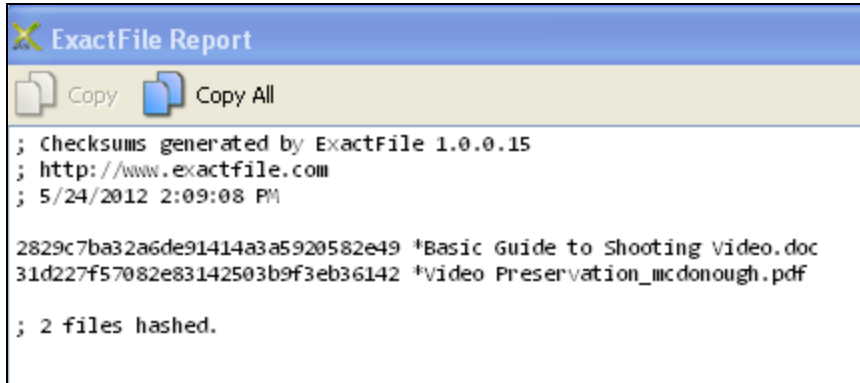 ExactFile Report
Copy Copy All
; Checksums generated by ExactFile 1.0.0.15
; http://www.exactfile.com
; 5/24/2012 2:09:08 PM
2829c7ba32a6de91414a3a5920582e49 *Basic Guide to Shooting Video.doc
31d227f57082e83142503b9f3eb36142 *Video Preservation_mcdonough.pdf
; 2 files hashed.